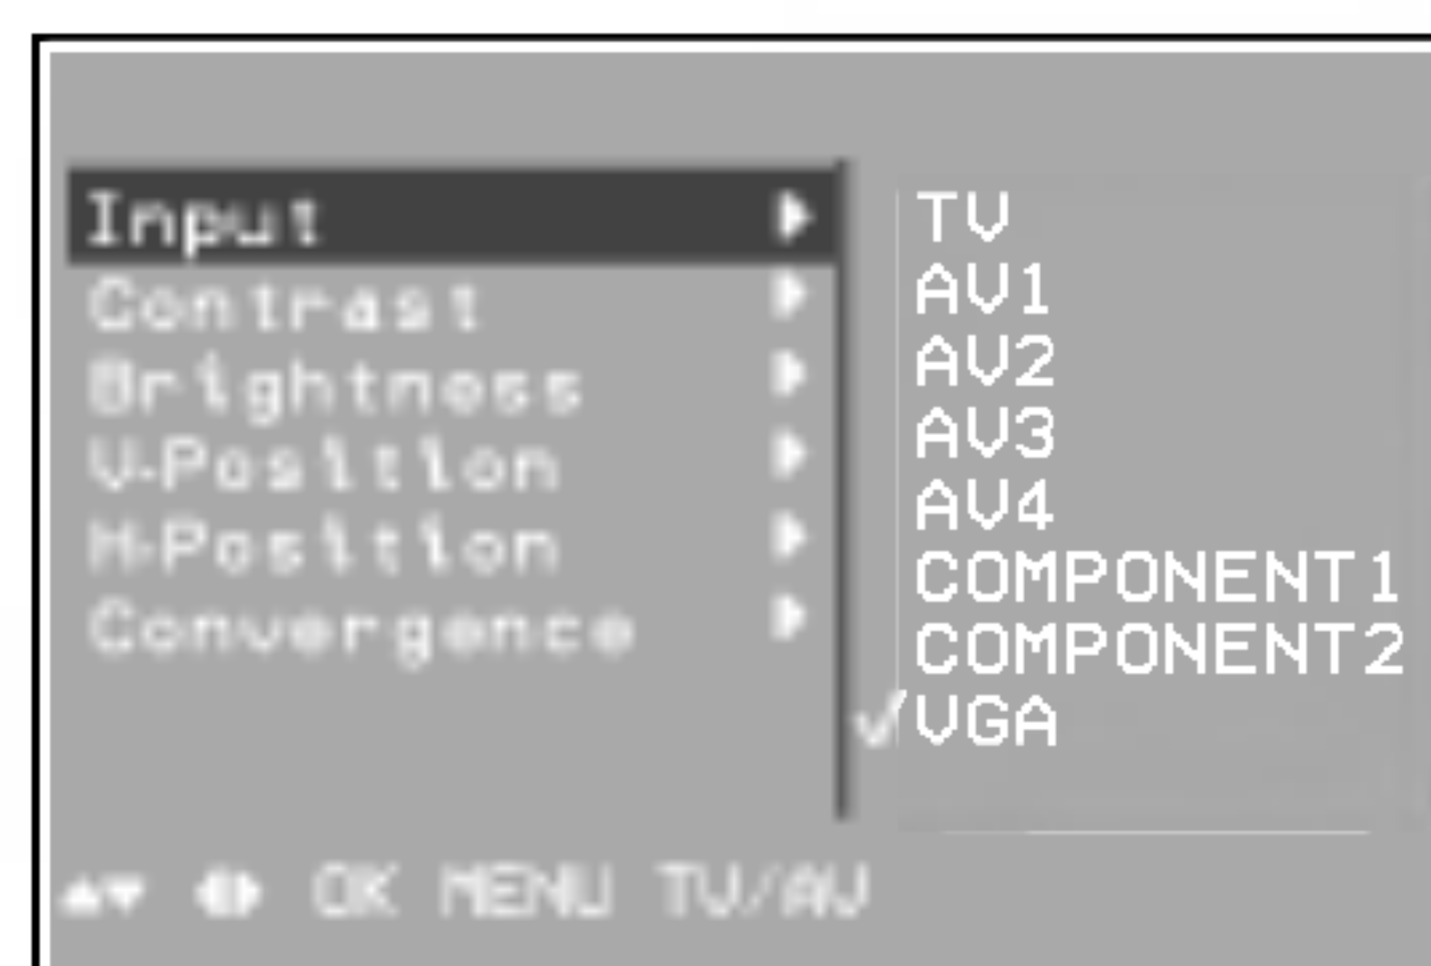 Input
Contrast
Brightness
V-Position
H-Position
Convergence
TV
AV1
AV2
AV3
AV4
COMPONENT1
COMPONENT2
✓VGA
▲▼ ◀▶ OK MENU TV/AV